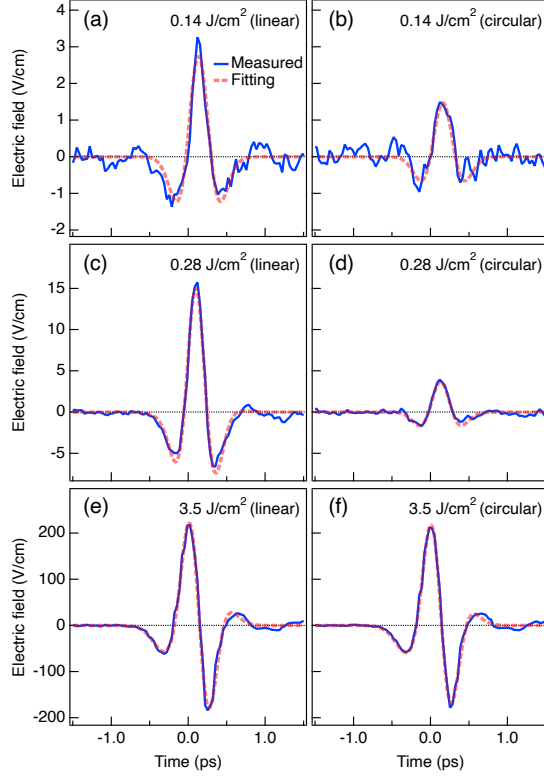 (a) 0.14 J/cm² (linear)
Measured
Fitting
Electric field (V/cm)
4
3
2
1
0
-1
-2
(b) 0.14 J/cm² (circular)
(c) 0.28 J/cm² (linear)
Electric field (V/cm)
15
10
5
0
-5
(d) 0.28 J/cm² (circular)
(e) 3.5 J/cm² (linear)
Electric field (V/cm)
200
100
0
-100
-200
-1.0 0.0 1.0
Time (ps)
(f) 3.5 J/cm² (circular)
-1.0 0.0 1.0
Time (ps)